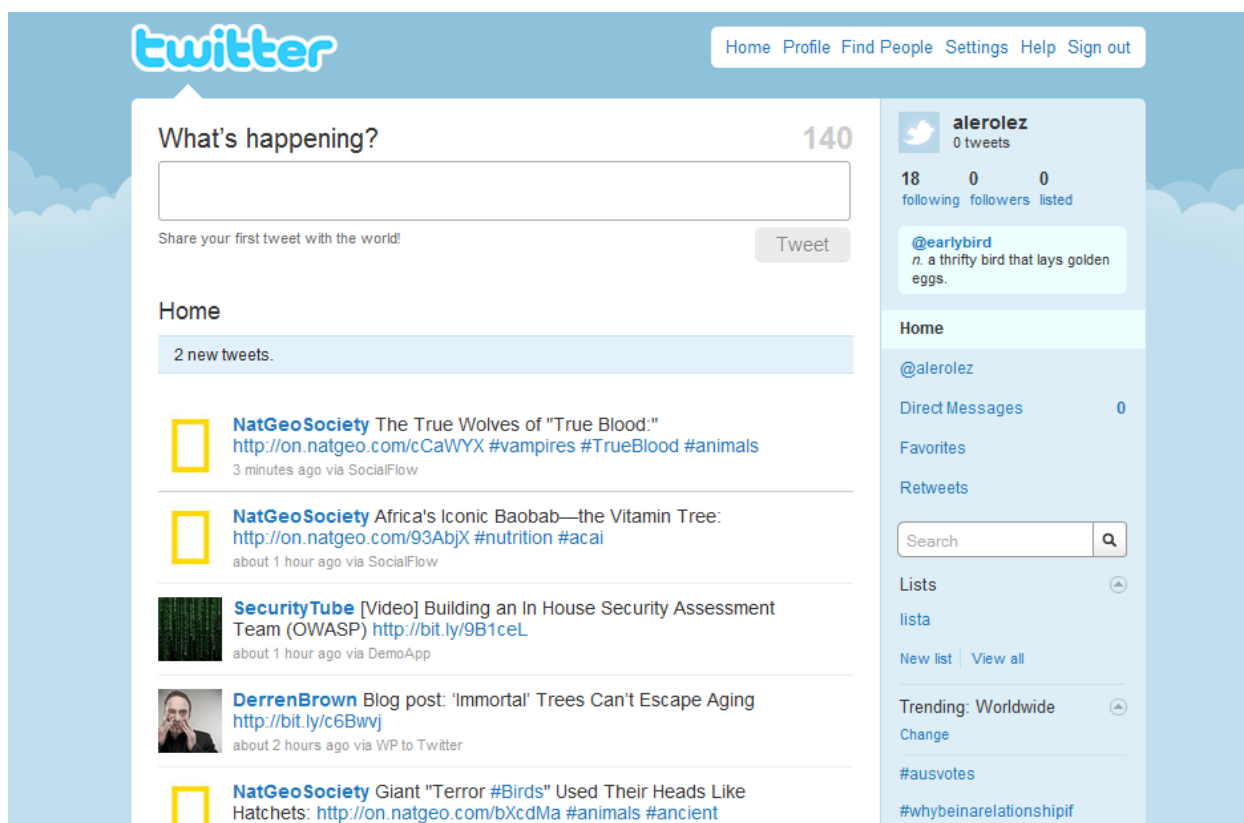 twitter
Home Profile Find People Settings Help Sign out
What's happening?
140
Share your first tweet with the world!
Tweet
Home
2 new tweets.
NatGeoSociety The True Wolves of "True Blood:"
http://on.natgeo.com/cCaWYX #vampires #TrueBlood #animals
3 minutes ago via SocialFlow
NatGeoSociety Africa's Iconic Baobab—the Vitamin Tree:
http://on.natgeo.com/93AbjX #nutrition #acai
about 1 hour ago via SocialFlow
SecurityTube [Video] Building an In House Security Assessment
Team (OWASP) http://bit.ly/9B1ceL
about 1 hour ago via DemoApp
DerrenBrown Blog post: ‘Immortal’ Trees Can’t Escape Aging
http://bit.ly/c6Bwvj
about 2 hours ago via WP to Twitter
NatGeoSociety Giant "Terror #Birds" Used Their Heads Like
Hatchets: http://on.natgeo.com/bXcdMa #animals #ancient
alerolez
0 tweets
18 0 0
following followers listed
@earlybird
n. a thrifty bird that lays golden
eggs.
Home
@alerolez
Direct Messages 0
Favorites
Retweets
Search
Lists
lista
New list View all
Trending: Worldwide
Change
#ausvotes
#whybeinarelationshipif